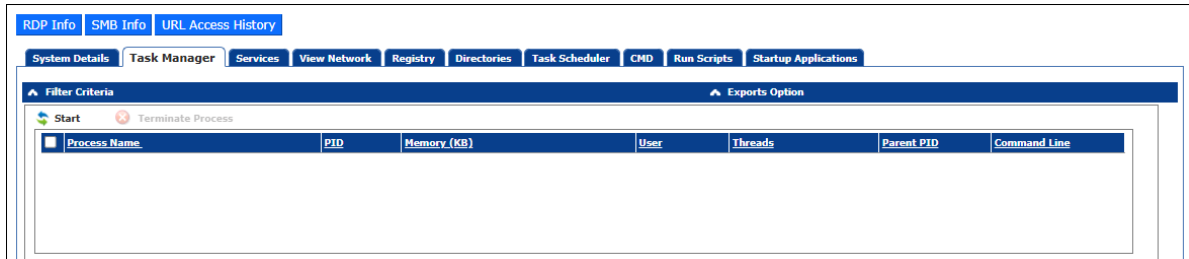 RDP Info SMB Info URL Access History
System Details Task Manager Services View Network Registry Directories Task Scheduler CMD Run Scripts Startup Applications
Filter Criteria Exports Option
Start Terminate Process
Process Name PID Memory (KB) User Threads Parent PID Command Line